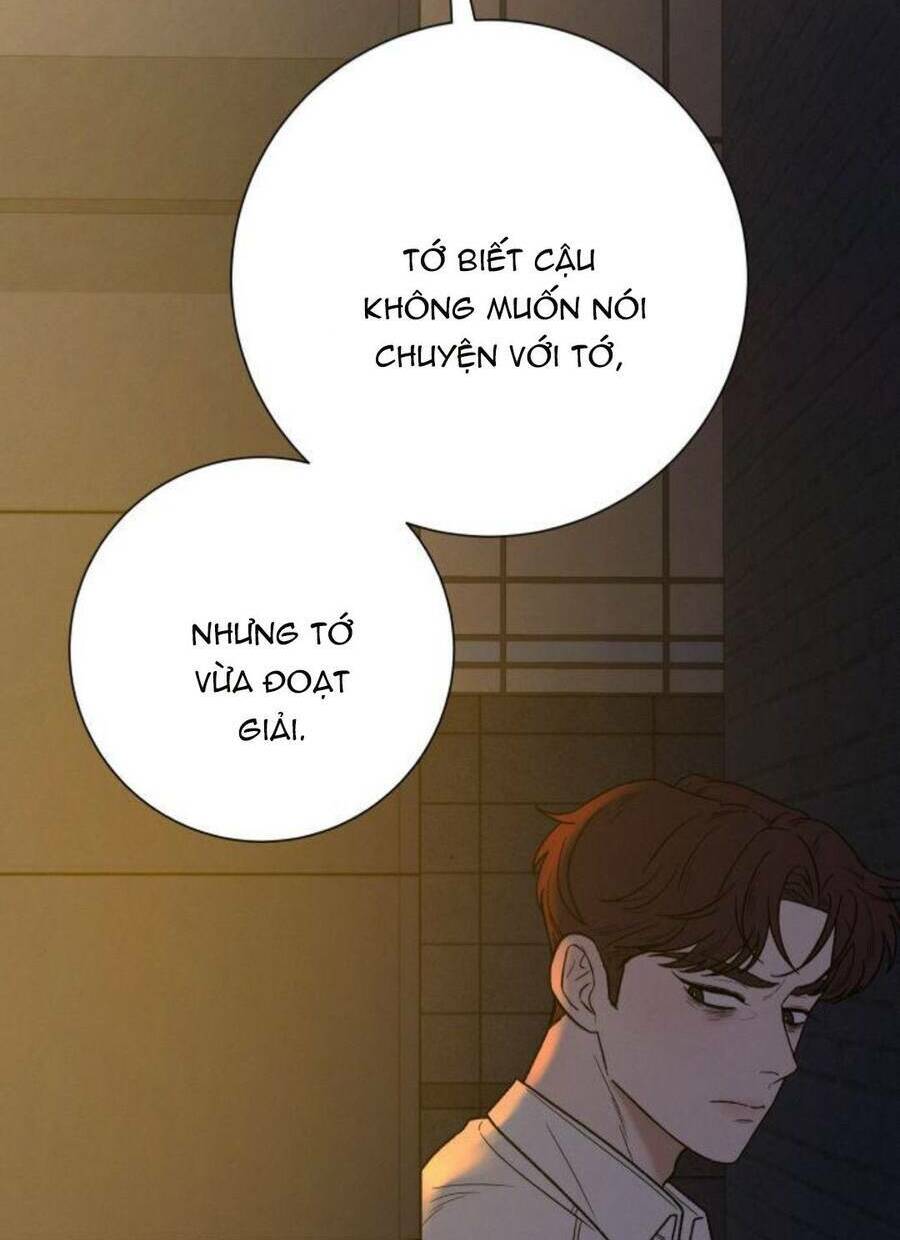 TỚ BIẾT CẬU
KHÔNG MUỐN NÓI
CHUYỆN VỚI TỚ,
NHƯNG TỚ
VỪA ĐOẠT
GIẢI.